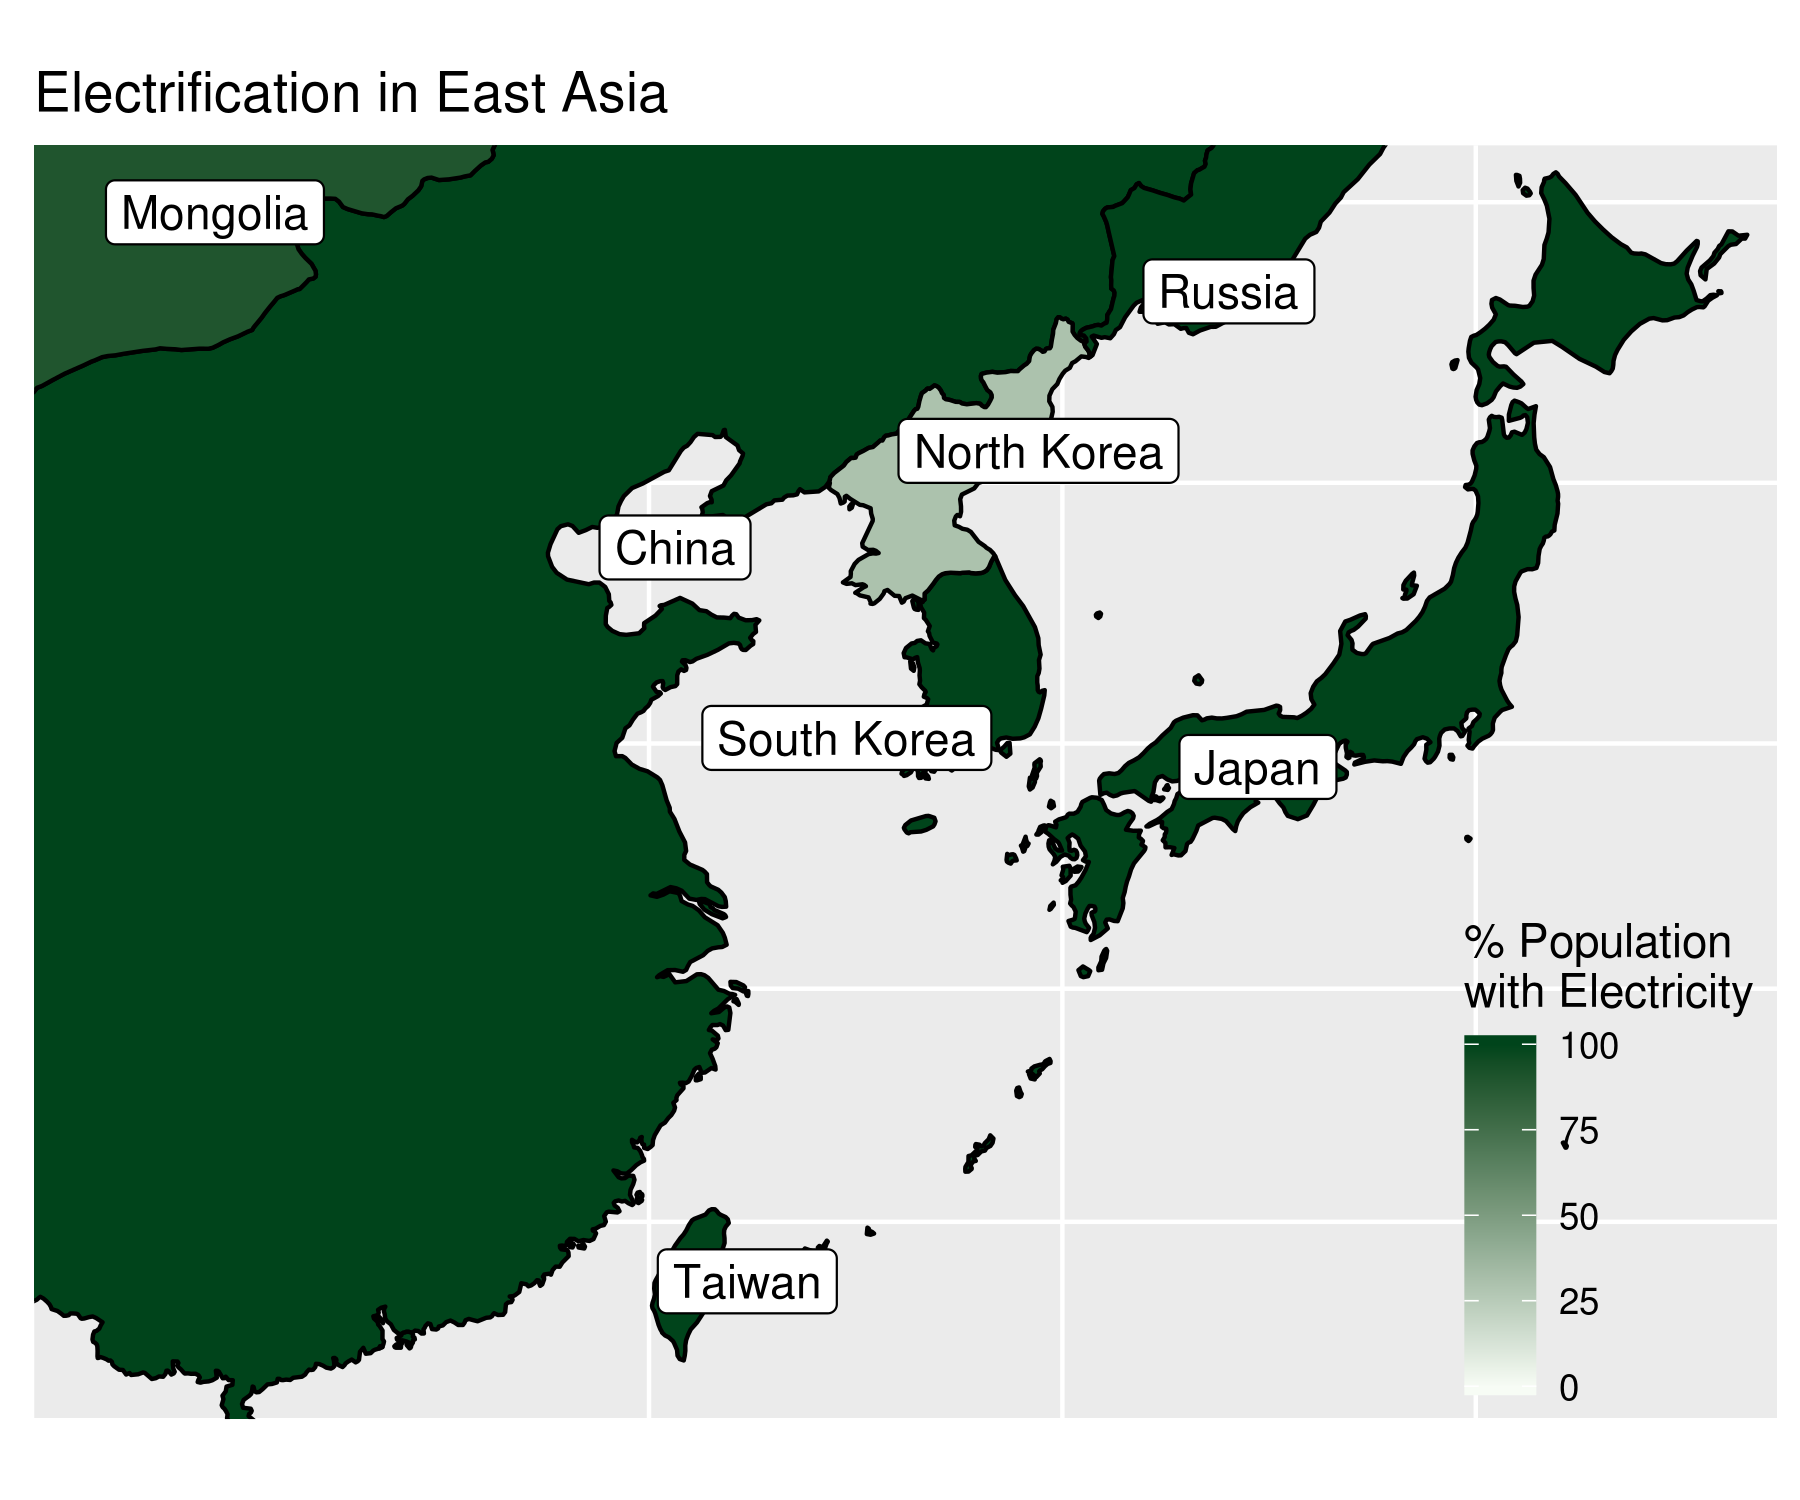 Electrification in East Asia
Mongolia
Russia
North Korea
China
South Korea
Japan
Taiwan
% Population
with Electricity
100
75
50
25
0